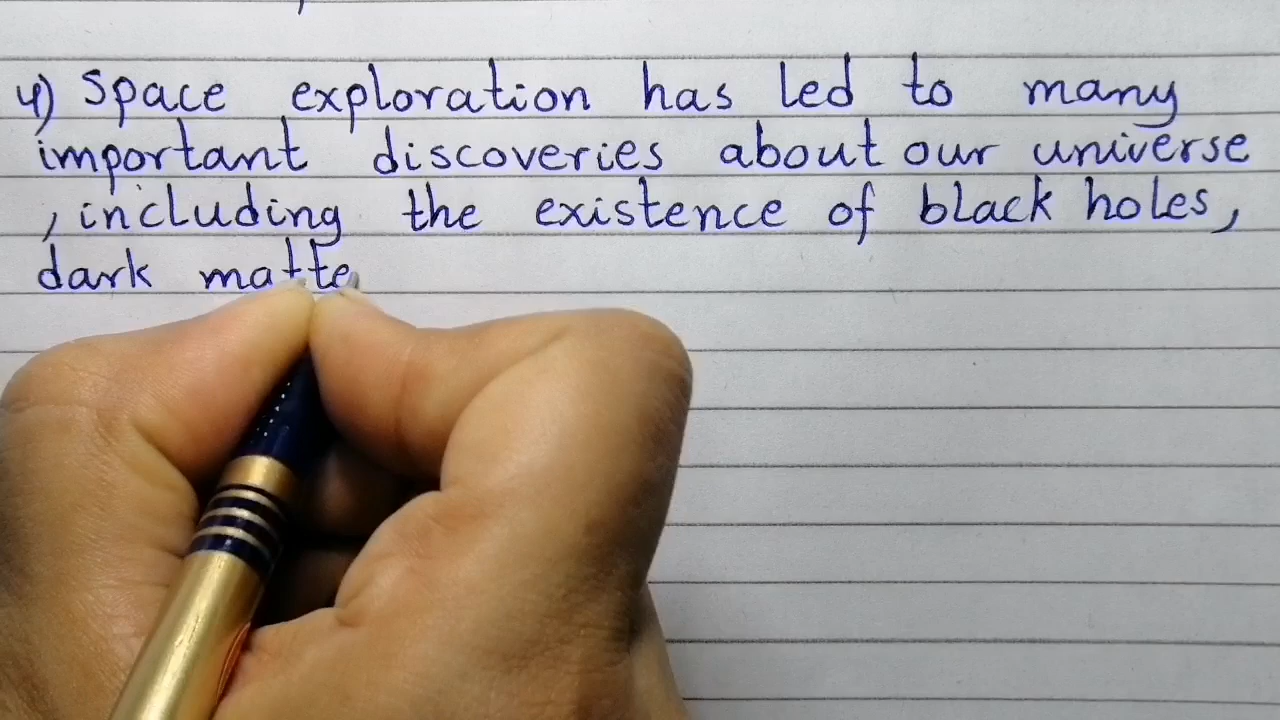 4) Space exploration has led to many
important discoveries about our universe
, including the existence of black holes,
dark matte